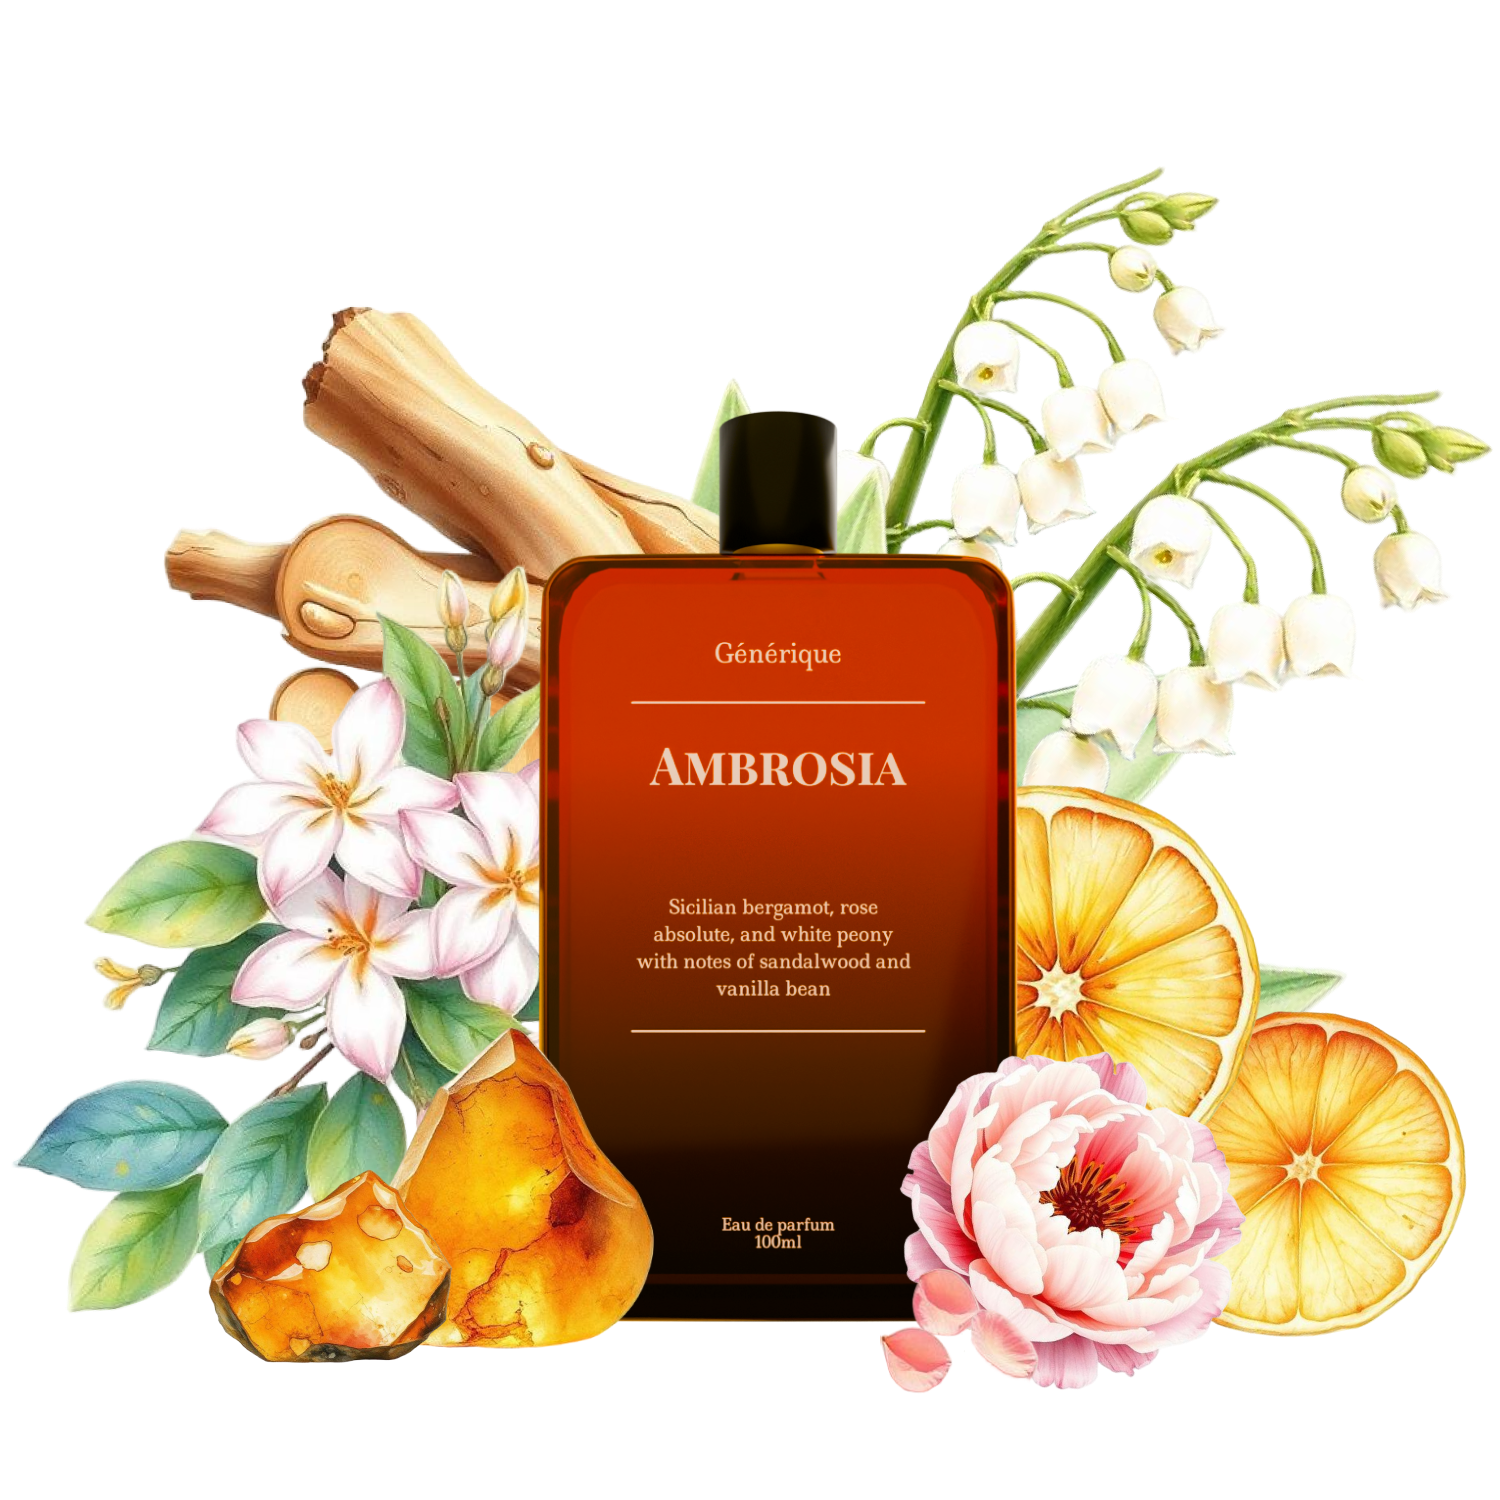 Générique
AMBROSIA
Sicilian bergamot, rose
absolute, and white peony
with notes of sandalwood and
vanilla bean
Eau de parfum
100ml